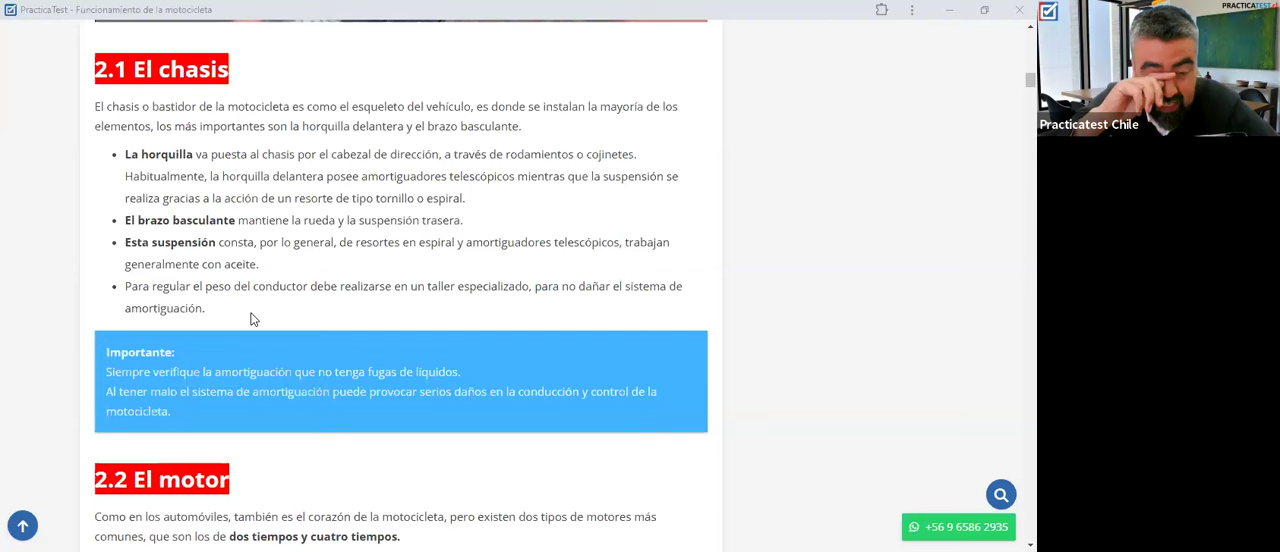 PracticaTest - Funcionamiento de la motocicleta
PRACTICATEST.cl
2.1 El chasis
El chasis o bastidor de la motocicleta es como el esqueleto del vehículo, es donde se instalan la mayoría de los
elementos, los más importantes son la horquilla delantera y el brazo basculante.
La horquilla va puesta al chasis por el cabezal de dirección, a través de rodamientos o cojinetes.
Habitualmente, la horquilla delantera posee amortiguadores telescópicos mientras que la suspensión se
realiza gracias a la acción de un resorte de tipo tornillo o espiral.
El brazo basculante mantiene la rueda y la suspensión trasera.
Esta suspensión consta, por lo general, de resortes en espiral y amortiguadores telescópicos, trabajan
generalmente con aceite.
Para regular el peso del conductor debe realizarse en un taller especializado, para no dañar el sistema de
amortiguación.
Importante:
Siempre verifique la amortiguación que no tenga fugas de líquidos.
Al tener malo el sistema de amortiguación puede provocar serios daños en la conducción y control de la
motocicleta.
2.2 El motor
Como en los automóviles, también es el corazón de la motocicleta, pero existen dos tipos de motores más
comunes, que son los de dos tiempos y cuatro tiempos.
+56 9 6586 2935
Practicatest Chile